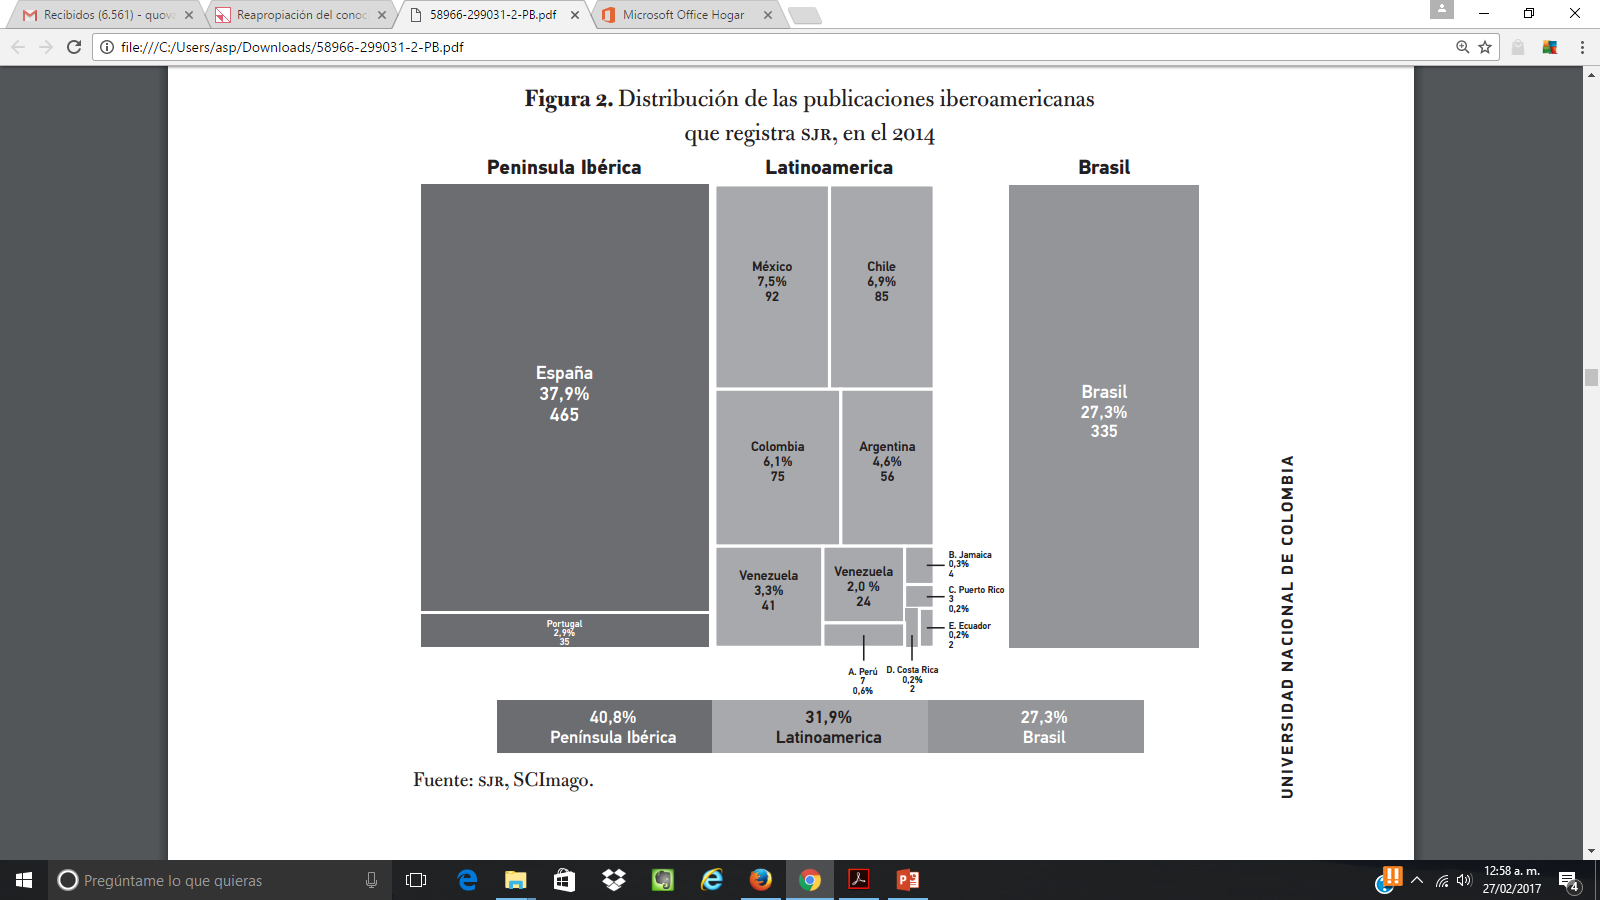 Recibidos (6.561) - quova
Reapropiación del conoc
58966-299031-2-PB.pdf
Microsoft Office Hogar
file:///C:/Users/asp/Downloads/58966-299031-2-PB.pdf
Figura 2. Distribución de las publicaciones iberoamericanas
que registra SJR, en el 2014
Peninsula Ibérica
Latinoamerica
Brasil
España
37,9%
465
Portugal
2,9%
35
México
7,5%
92
Chile
6,9%
85
Colombia
6,1%
75
Argentina
4,6%
56
Venezuela
3,3%
41
Venezuela
2,0 %
24
B. Jamaica
0,3%
4
C. Puerto Rico
3
0,2%
E. Ecuador
0,2%
2
A. Perú
7
0,6%
D. Costa Rica
0,2%
2
Brasil
27,3%
335
40,8%
Península Ibérica
31,9%
Latinoamerica
27,3%
Brasil
Fuente: SJR, SCImago.
UNIVERSIDAD NACIONAL DE COLOMBIA
Pregúntame lo que quieras
12:58 a. m.
27/02/2017
4